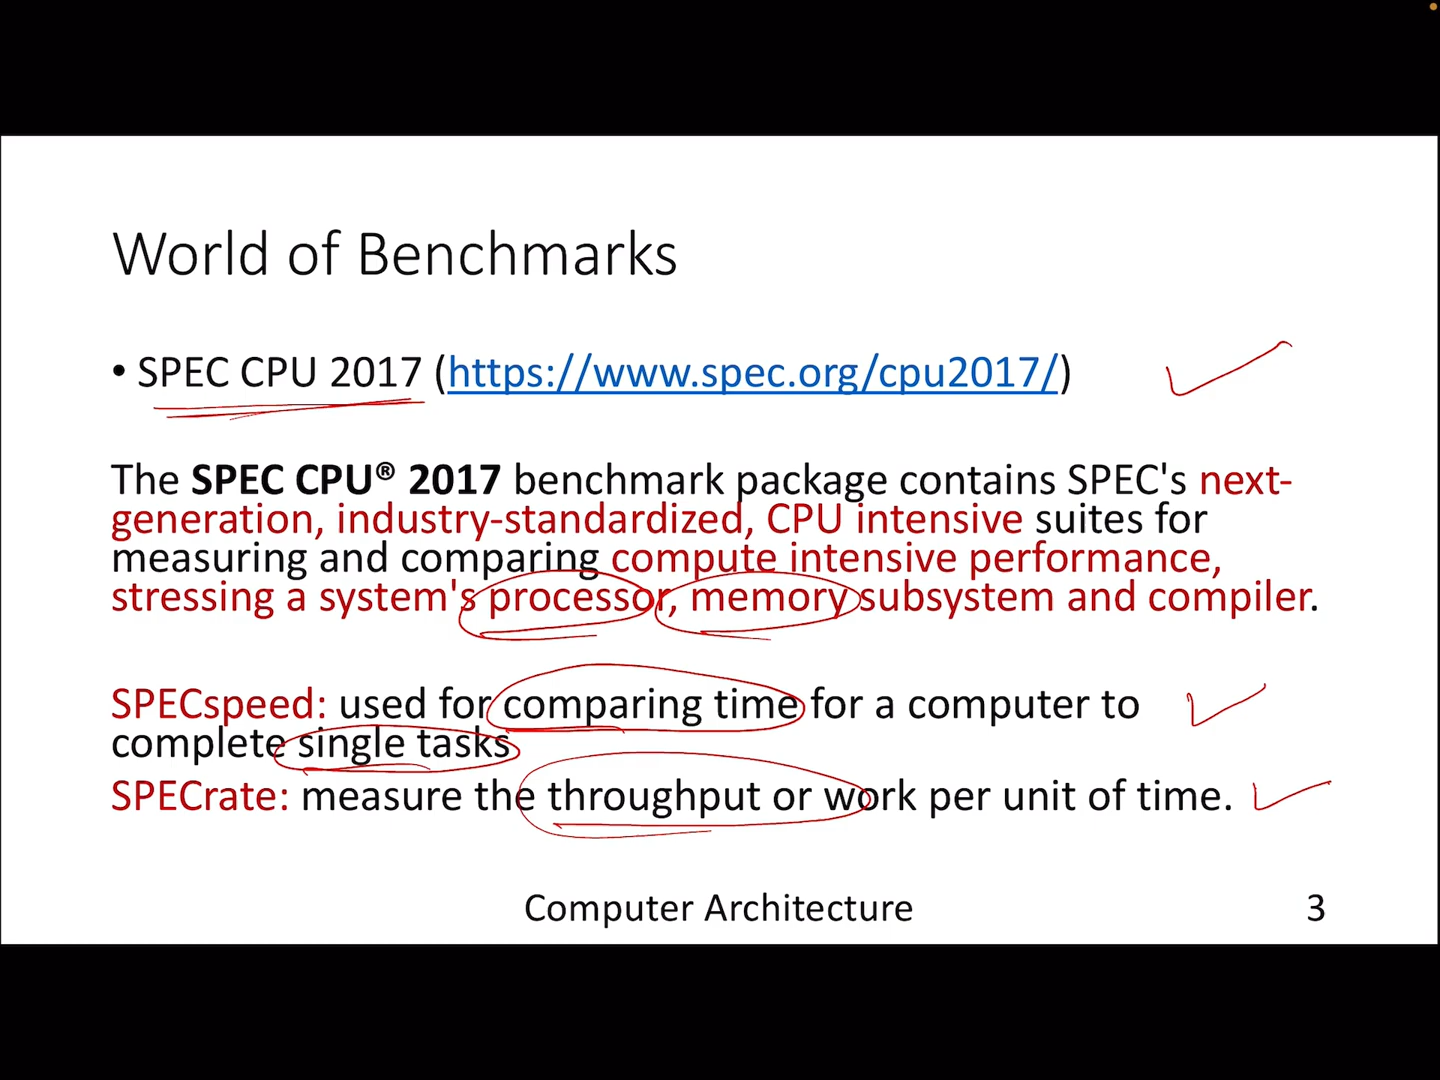 World of Benchmarks
• SPEC CPU 2017 (https://www.spec.org/cpu2017/)
The SPEC CPU® 2017 benchmark package contains SPEC's next-
generation, industry-standardized, CPU intensive suites for
measuring and comparing compute intensive performance,
stressing a system's processor, memory subsystem and compiler.
SPECspeed: used for comparing time for a computer to
complete single tasks
SPECrate: measure the throughput or work per unit of time.
Computer Architecture
3